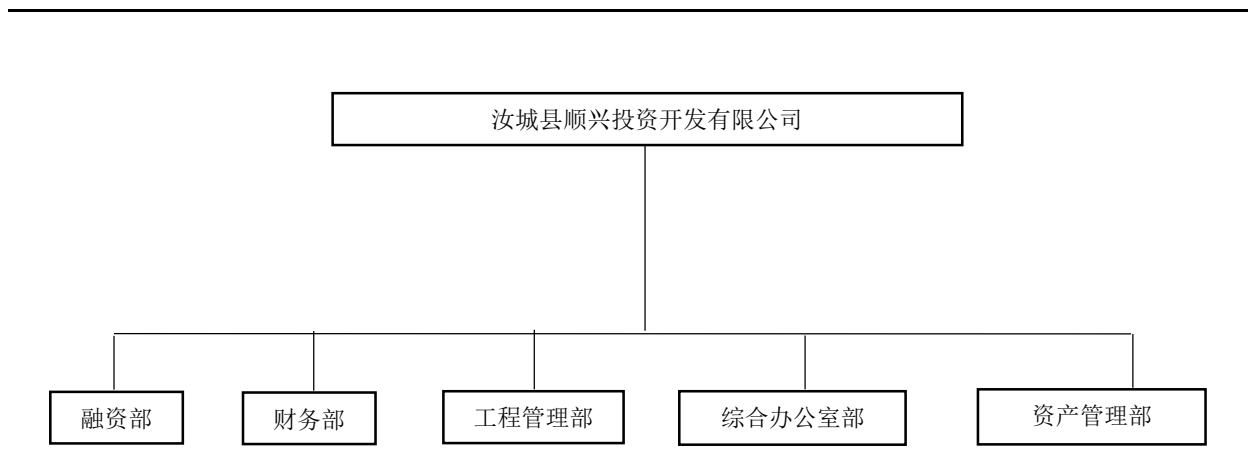 汝城县顺兴投资开发有限公司
融资部
财务部
工程管理部
综合办公室部
资产管理部